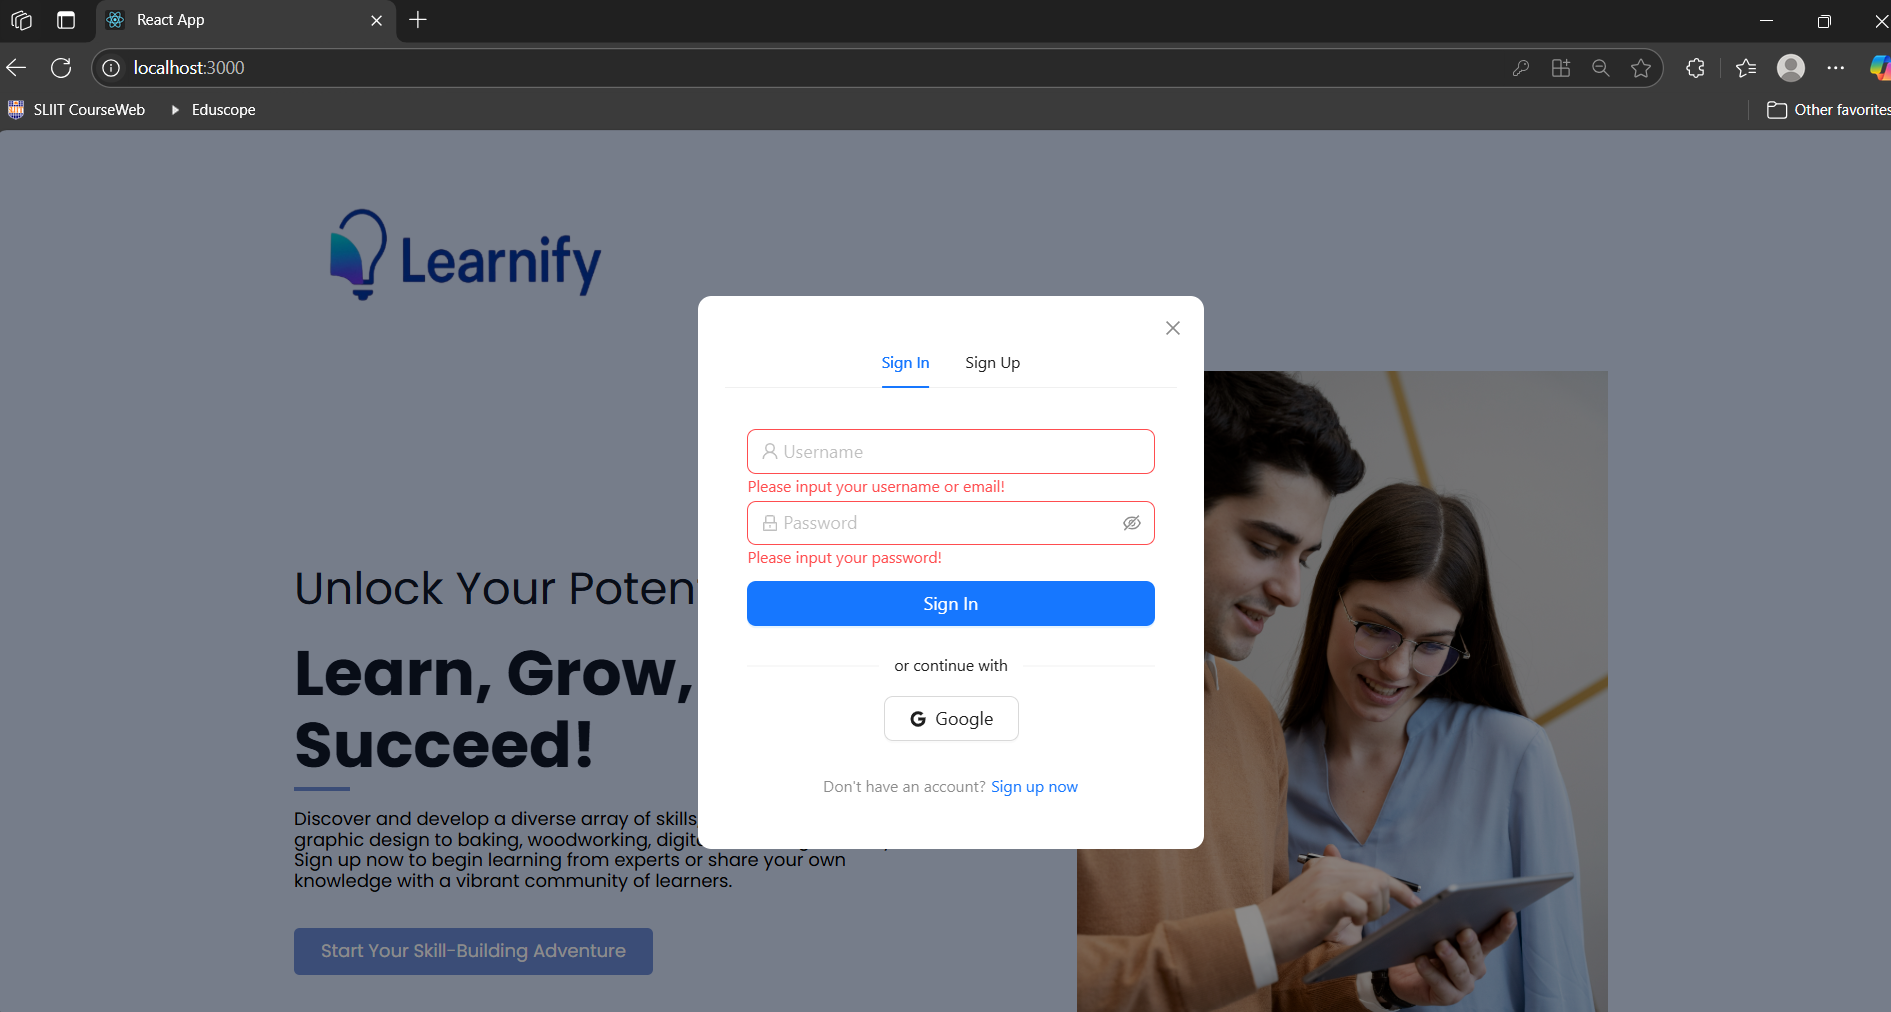 React App
localhost:3000
SLIIT CourseWeb
Eduscope
Other favorites
Learnify
Sign In
Sign Up
Username
Please input your username or email!
Password
Please input your password!
Sign In
or continue with
G Google
Don't have an account? Sign up now
Unlock Your
Learn, Grow,
Succeed!
Discover and develop a diverse array of skills
graphic design to baking, woodworking,
Sign up now to begin learning from experts or share your own
knowledge with a vibrant community of learners.
Start Your Skill-Building Adventure